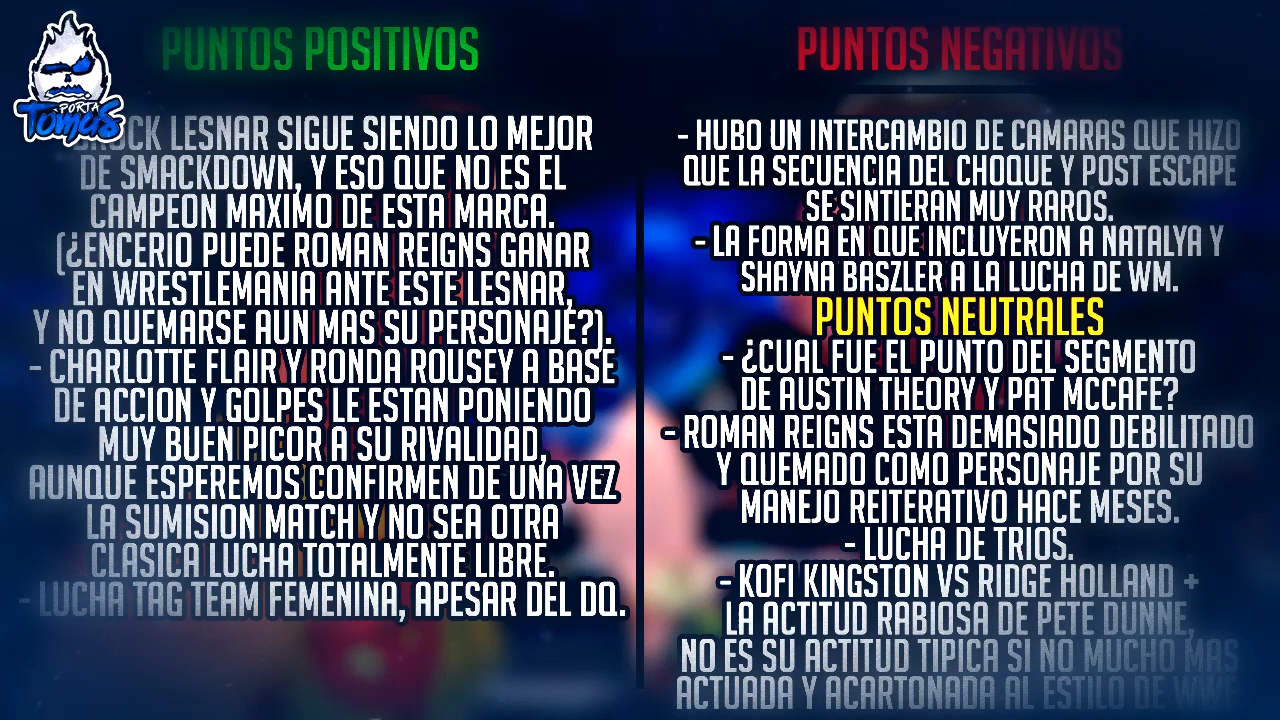 PORTA
TOMAS
PUNTOS POSITIVOS
BROCK LESNAR SIGUE SIENDO LO MEJOR
DE SMACKDOWN, Y ESO QUE NO ES EL
CAMPEON MAXIMO DE ESTA MARCA.
(¿ENCERIO PUEDE ROMAN REIGNS GANAR
EN WRESTLEMANIA ANTE ESTE LESNAR,
Y NO QUEMARSE AUN MAS SU PERSONAJE?).
- CHARLOTTE FLAIR Y RONDA ROUSEY A BASE
DE ACCION Y GOLPES LE ESTAN PONIENDO
MUY BUEN PICOR A SU RIVALIDAD,
AUNQUE ESPEREMOS CONFIRMEN DE UNA VEZ
LA SUMISION MATCH Y NO SEA OTRA
CLASICA LUCHA TOTALMENTE LIBRE.
- LUCHA TAG TEAM FEMENINA, APESAR DEL DQ.
PUNTOS NEGATIVOS
- HUBO UN INTERCAMBIO DE CAMARAS QUE HIZO
QUE LA SECUENCIA DEL CHOQUE Y POST ESCAPE
SE SINTIERAN MUY RAROS.
- LA FORMA EN QUE INCLUYERON A NATALYA Y
SHAYNA BASZLER A LA LUCHA DE WM.
PUNTOS NEUTRALES
- ¿CUAL FUE EL PUNTO DEL SEGMENTO
DE AUSTIN THEORY Y PAT MCCAFE?
- ROMAN REIGNS ESTA DEMASIADO DEBILITADO
Y QUEMADO COMO PERSONAJE POR SU
MANEJO REITERATIVO HACE MESES.
- LUCHA DE TRIOS.
- KOFI KINGSTON VS RIDGE HOLLAND +
LA ACTITUD RABIOSA DE PETE DUNNE,
NO ES SU ACTITUD TIPICA SI NO MUCHO MAS
ACTUADA Y ACARTONADA AL ESTILO DE WWE